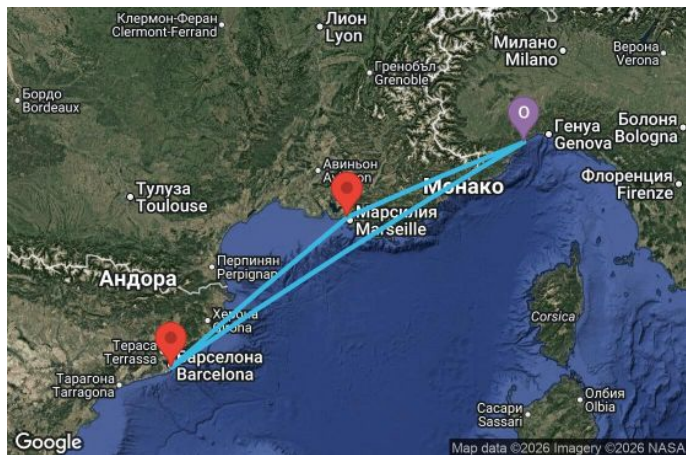 Клермон-Феран
Clermont-Ferrand
Лион
Lyon
Милано
Milano
Верона
Verona
Гренобъл
Grenoble
Бордо
Bordeaux
O
Генуа
Genova
Болоня
Bologna
Авиньон
Тулуза
Toulouse
Монако
Флоренция
Firenze
Марсилия
Marseille
Перпинян
Perpignan
Андора
Corsica
Тераса
Terrassa
Барселона
Barcelona
Тарагона
Tarragona
Олбия
Olbia
Сасари
Sassari
Google
Map data ©2026 Imagery ©2026 NASA